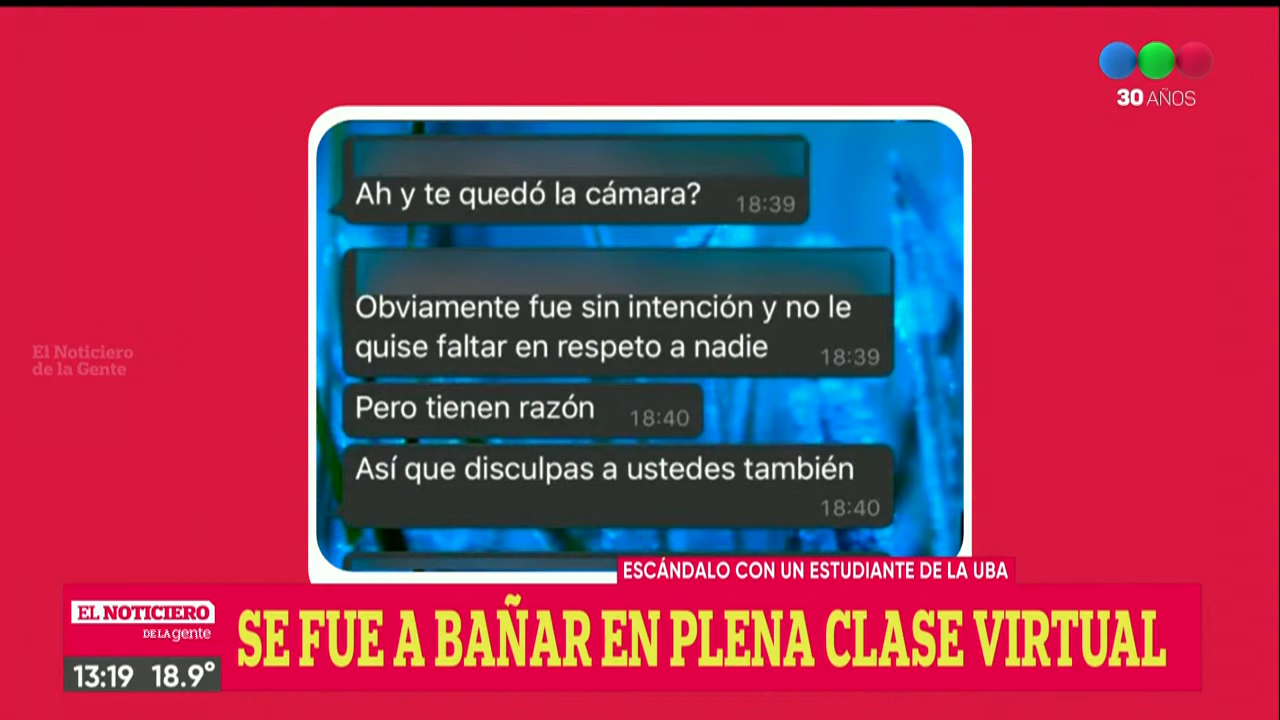 30 AÑOS
Ah y te quedó la cámara?
18:39
Obviamente fue sin intención y no le
quise faltar en respeto a nadie
18:39
Pero tienen razón
18:40
Así que disculpas a ustedes también
18:40
El Noticiero
de la Gente
ESCÁNDALO CON UN ESTUDIANTE DE LA UBA
EL NOTICIERO
DE LA gente
SE FUE A BAÑAR EN PLENA CLASE VIRTUAL
13:19 18.9°